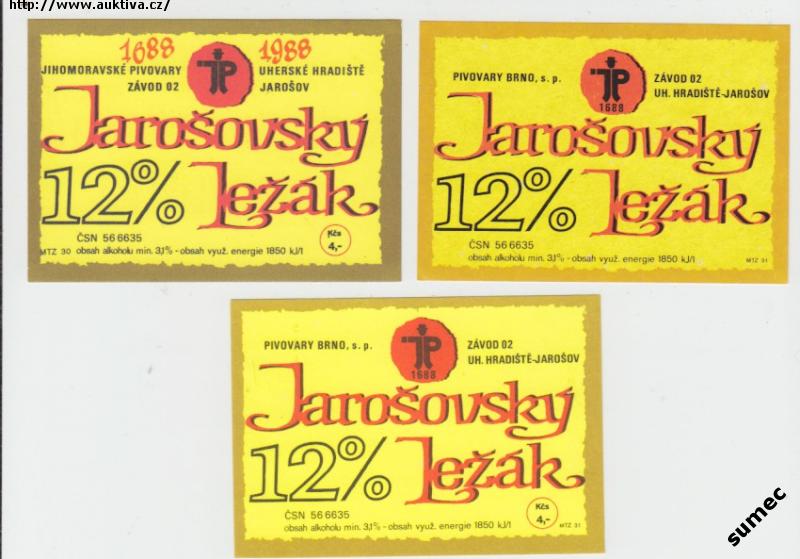 http://www.auktiva.cz/
1688 1988
JIHOMORAVSKÉ PIVOVARY
ZÁVOD 02
JP
UHERSKÉ HRADIŠTĚ
JAROŠOV
Jarošovský
12% Ležák
ČSN 56 6635
MTZ 30 obsah alkoholu min. 3,1% - obsah využ. energie 1850 kJ/l
Kčs
4,-
PIVOVARY BRNO, s. p.
JP
1688
ZÁVOD 02
UH. HRADIŠTĚ-JAROŠOV
Jarošovský
12% Ležák
ČSN 56 6635
obsah alkoholu min. 3,1% - obsah využ. energie 1850 kJ/l
MTZ 31
PIVOVARY BRNO, s. p.
JP
1688
ZÁVOD 02
UH. HRADIŠTĚ-JAROŠOV
Jarošovský
12% Ležák
ČSN 56 6635
obsah alkoholu min. 3,1% - obsah využ. energie 1850 kJ/l
Kčs
4,-
MTZ 31
sumec